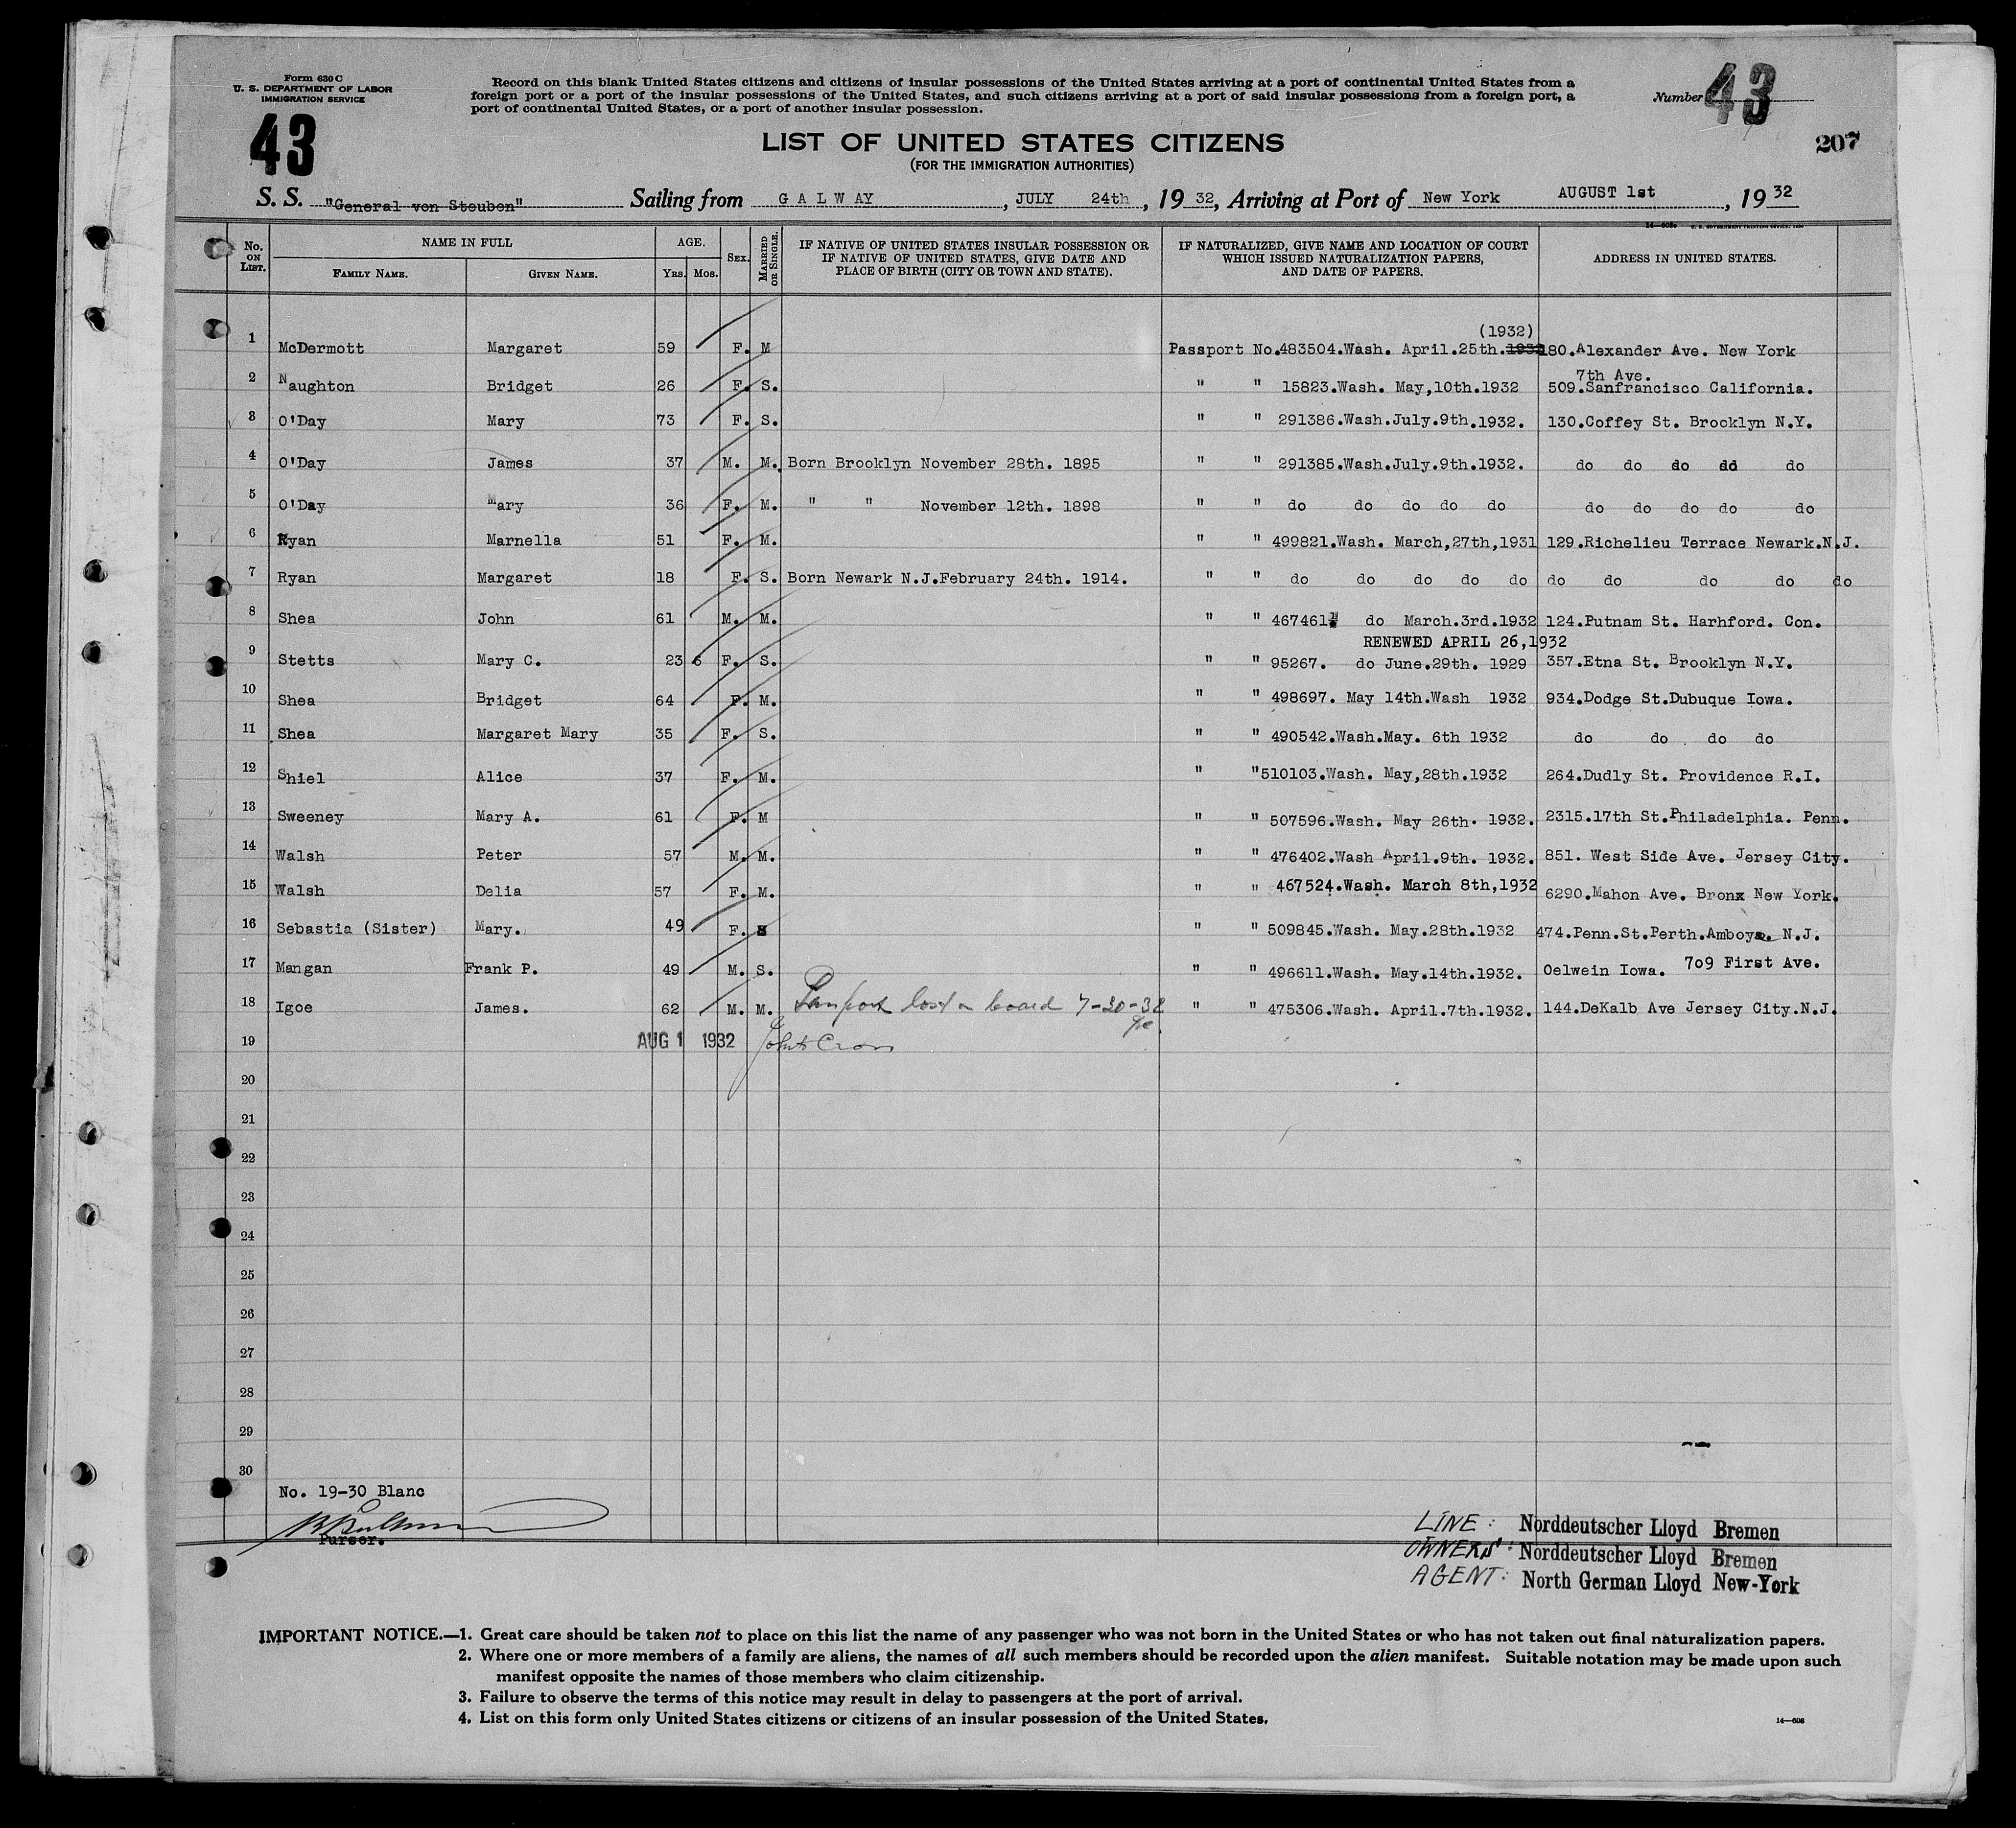 Form 630 C
U. S. DEPARTMENT OF LABOR
IMMIGRATION SERVICE
43
Record on this blank United States citizens and citizens of insular possessions of the United States arriving at a port of continental United States from a
foreign port or a port of the insular possessions of the United States, and such citizens arriving at a port of said insular possessions from a foreign port, a
port of continental United States, or a port of another insular possession.
Number 43
207
LIST OF UNITED STATES CITIZENS
(FOR THE IMMIGRATION AUTHORITIES)
S. S. "General von Steuben" Sailing from G A L W A Y, JULY 24th, 1932, Arriving at Port of New York AUGUST 1st, 1932
No. ON LIST. NAME IN FULL FAMILY NAME. GIVEN NAME. AGE. YRS. MOS. SEX. MARRIED OR SINGLE. IF NATIVE OF UNITED STATES INSULAR POSSESSION OR IF NATIVE OF UNITED STATES, GIVE DATE AND PLACE OF BIRTH (CITY OR TOWN AND STATE). IF NATURALIZED, GIVE NAME AND LOCATION OF COURT WHICH ISSUED NATURALIZATION PAPERS, AND DATE OF PAPERS. ADDRESS IN UNITED STATES.
(1932)
1 McDermott Margaret 59 F. M Passport No.483504.Wash. April.25th. 180.Alexander Ave. New York
7th Ave.
2 Naughton Bridget 26 F. S. " " 15823.Wash. May,10th.1932 509.Sanfrancisco California.
3 O'Day Mary 73 F. S. " " 291386.Wash.July.9th.1932. 130.Coffey St. Brooklyn N.Y.
4 O'Day James 37 M. M. Born Brooklyn November 28th. 1895 " " 291385.Wash.July.9th.1932. do do do do do
5 O'Day Mary 36 F. M. " " November 12th. 1898 " " do do do do do do do do do do
6 Ryan Marnella 51 F. M. " " 499821.Wash. March,27th,1931 129.Richelieu Terrace Newark.N.J.
7 Ryan Margaret 18 F. S. Born Newark N.J.February 24th. 1914. " " do do do do do do do do do do
8 Shea John 61 M. M. " " 467461 do March.3rd.1932 124.Putnam St. Harhford. Con.
RENEWED APRIL 26,1932
9 Stetts Mary C. 23 6 F. S. " " 95267. do June.29th. 1929 357.Etna St. Brooklyn N.Y.
10 Shea Bridget 64 F. M. " " 498697. May 14th.Wash 1932 934.Dodge St.Dubuque Iowa.
11 Shea Margaret Mary 35 F. S. " " 490542.Wash.May. 6th 1932 do do do do
12 Shiel Alice 37 F. M. " "510103.Wash. May,28th.1932 264.Dudly St. Providence R.I.
13 Sweeney Mary A. 61 F. M " " 507596.Wash. May 26th. 1932. 2315.17th St.Philadelphia. Penn.
14 Walsh Peter 57 M. M. " " 476402.Wash April.9th. 1932. 851. West Side Ave. Jersey City.
15 Walsh Delia 57 F. M. " " 467524.Wash. March 8th,1932 6290.Mahon Ave. Bronx New York.
16 Sebastia (Sister) Mary. 49 F. S " " 509845.Wash. May.28th.1932 474.Penn.St.Perth.Amboy. N.J.
17 Mangan Frank P. 49 M. S. " " 496611.Wash. May.14th.1932. Oelwein Iowa. 709 First Ave.
18 Igoe James. 62 M. M. Passport lost on board 7-30-32 " " 475306.Wash. April.7th.1932. 144.DeKalb Ave Jersey City.N.J.
19 AUG 1 1932
20
21
22
23
24
25
26
27
28
29
30
No. 19-30 Blanc
Purser.
LINE: Norddeutscher Lloyd Bremen
OWNERS: Norddeutscher Lloyd Bremen
AGENT: North German Lloyd New-York
IMPORTANT NOTICE.—1. Great care should be taken not to place on this list the name of any passenger who was not born in the United States or who has not taken out final naturalization papers.
2. Where one or more members of a family are aliens, the names of all such members should be recorded upon the alien manifest. Suitable notation may be made upon such
manifest opposite the names of those members who claim citizenship.
3. Failure to observe the terms of this notice may result in delay to passengers at the port of arrival.
4. List on this form only United States citizens or citizens of an insular possession of the United States.
14—606